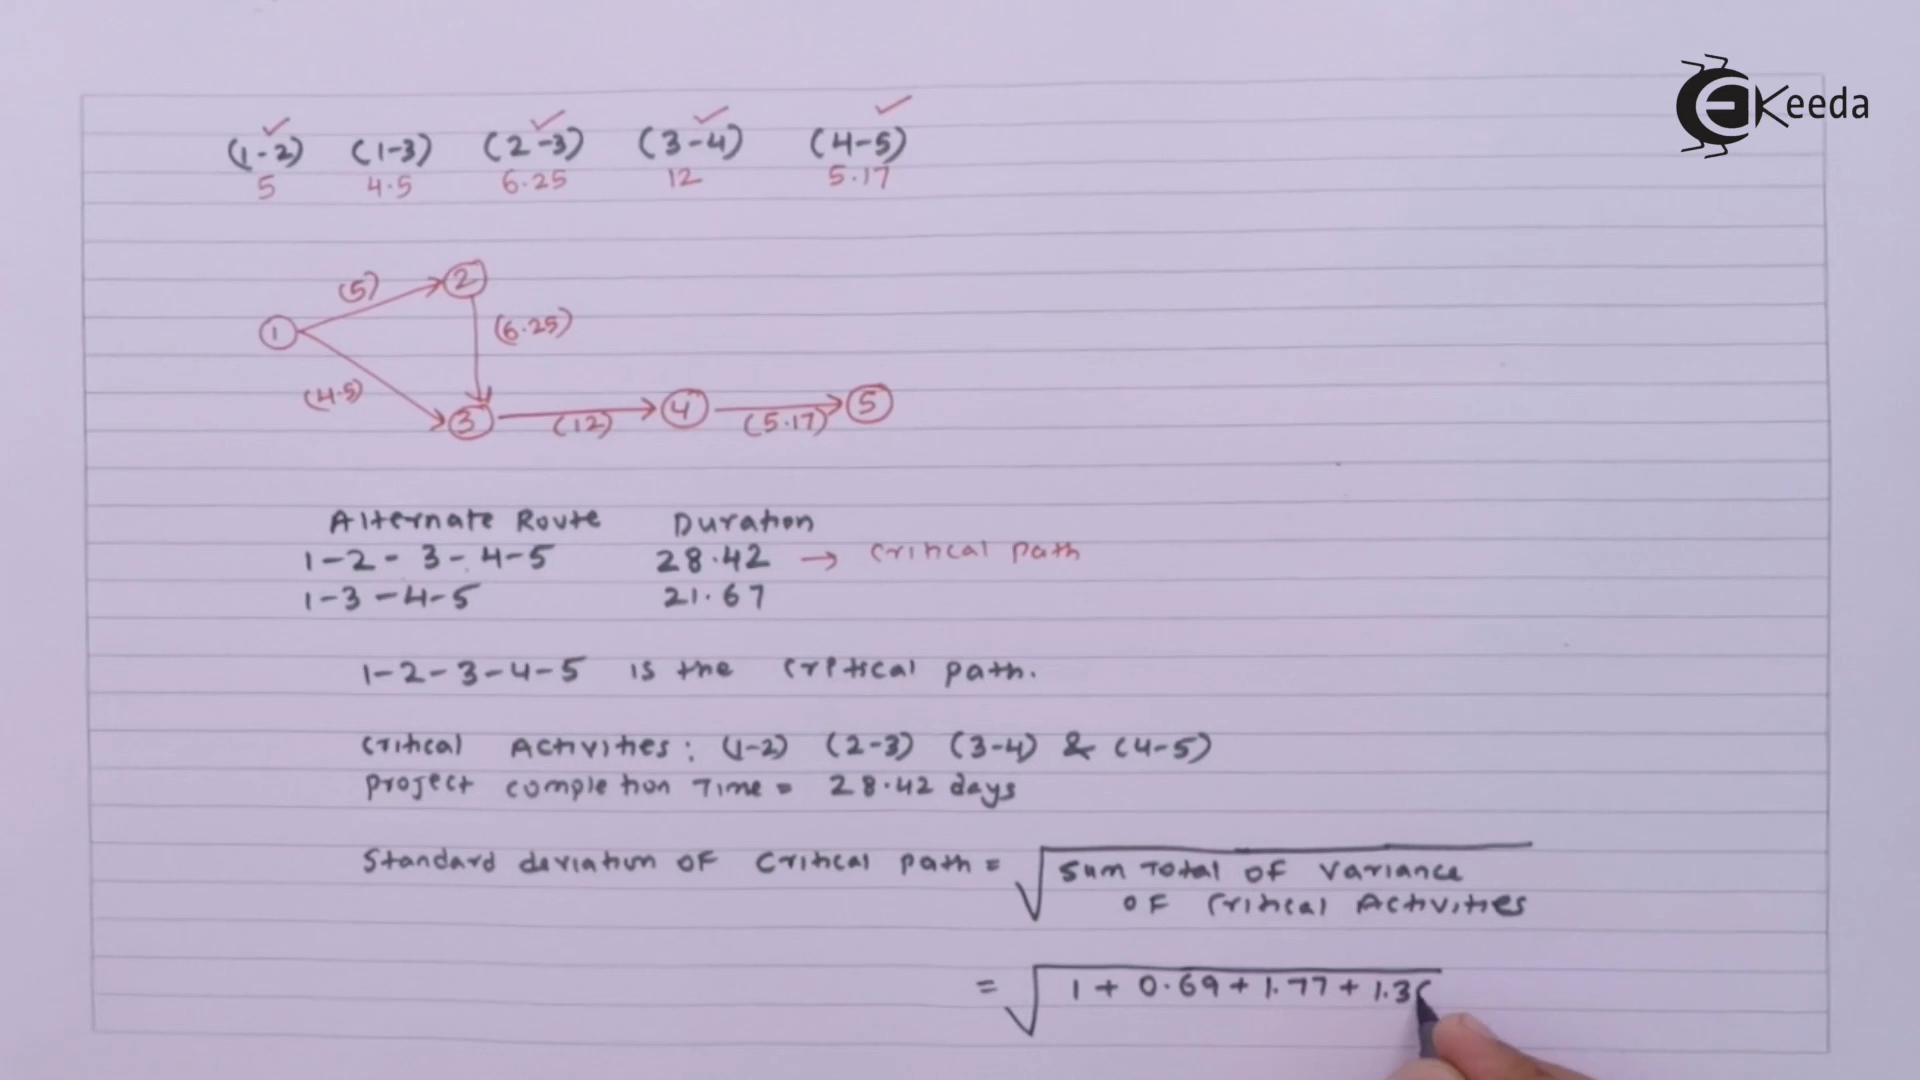 EKeeda
(1-2) (1-3) (2-3) (3-4) (4-5)
5 4.5 6.25 12 5.17
(5) 2
1 (6.25)
(4.5)
3 (12) 4 (5.17) 5
Alternate Route Duration
1-2-3-4-5 28.42 → critical path
1-3-4-5 21.67
1-2-3-4-5 is the critical path.
Critical Activities: (1-2) (2-3) (3-4) & (4-5)
Project completion Time = 28.42 days
Standard deviation OF Critical path = √ Sum Total OF Variance
OF Critical Activities
= √ 1 + 0.69 + 1.77 + 1.3